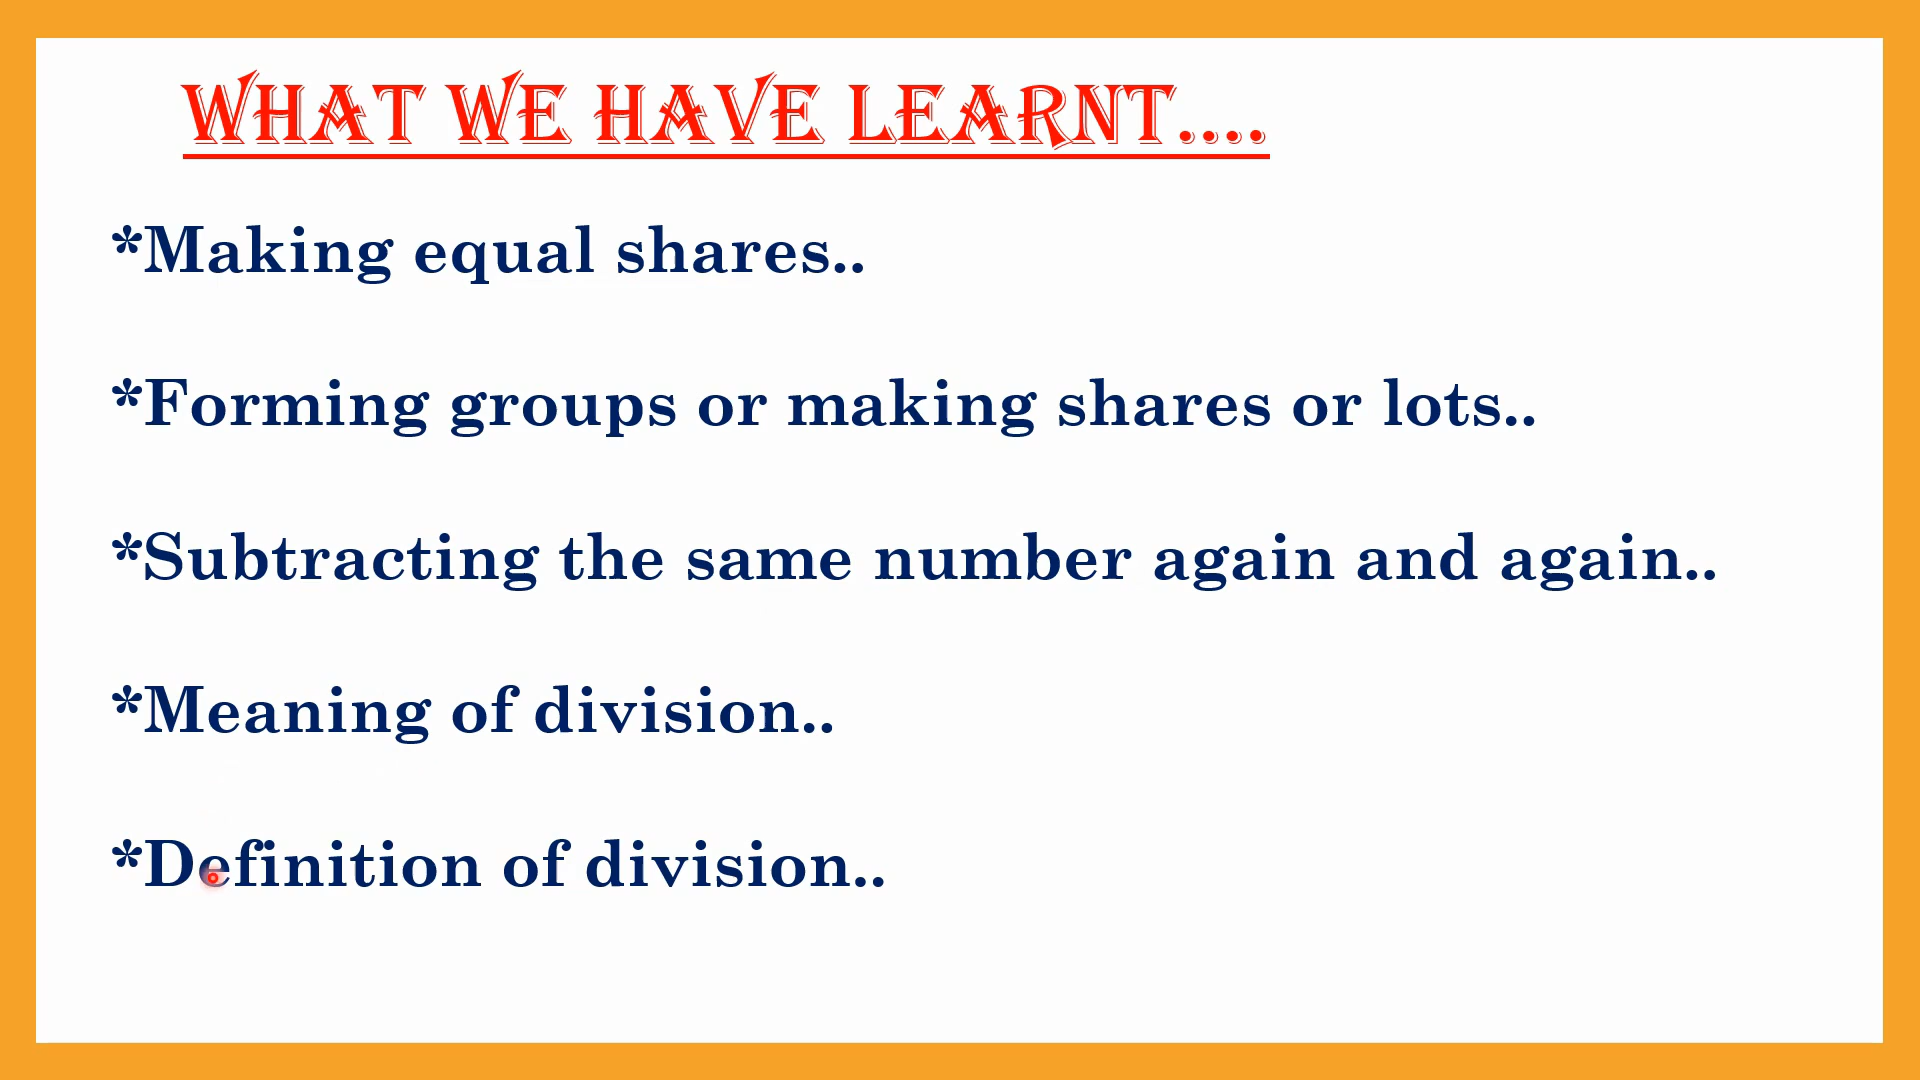 WHAT WE HAVE LEARNT....
*Making equal shares..
*Forming groups or making shares or lots..
*Subtracting the same number again and again..
*Meaning of division..
*Definition of division..